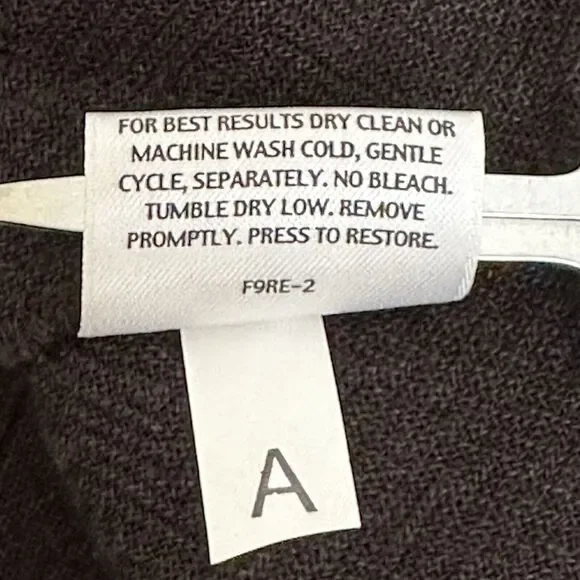 FOR BEST RESULTS DRY CLEAN OR
MACHINE WASH COLD, GENTLE
CYCLE, SEPARATELY. NO BLEACH.
TUMBLE DRY LOW. REMOVE
PROMPTLY. PRESS TO RESTORE.
F9RE-2
A